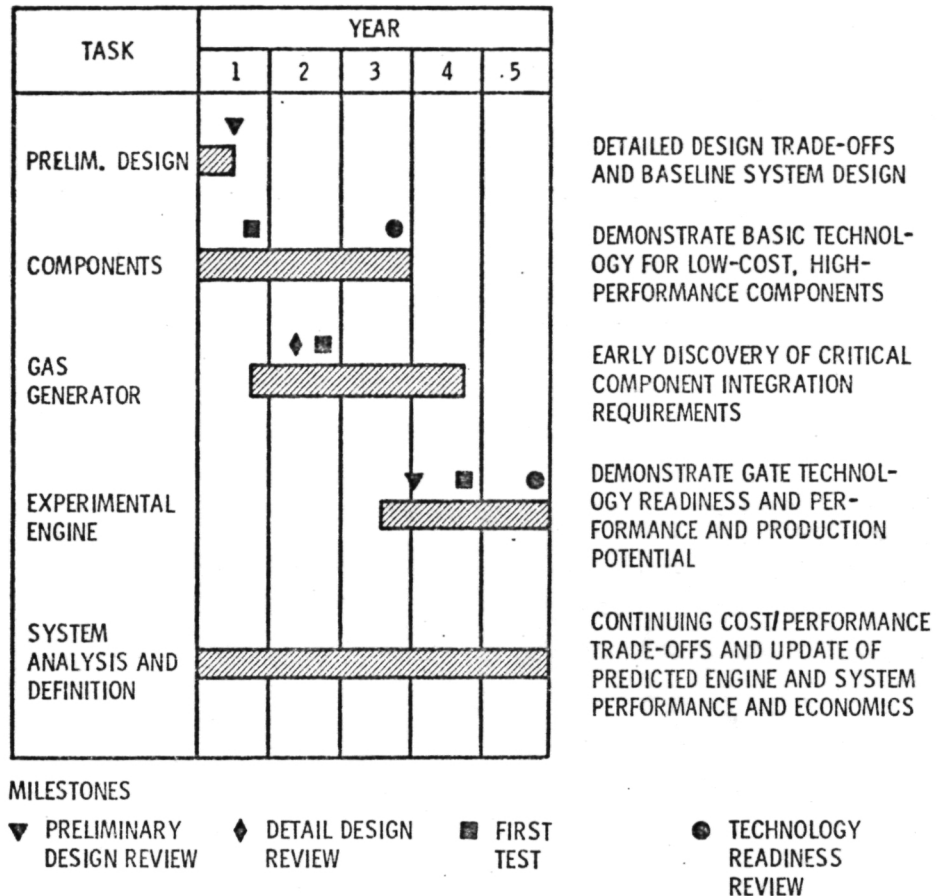 TASK
YEAR
1 2 3 4 .5
PRELIM. DESIGN
DETAILED DESIGN TRADE-OFFS
AND BASELINE SYSTEM DESIGN
COMPONENTS
DEMONSTRATE BASIC TECHNOL-
OGY FOR LOW-COST, HIGH-
PERFORMANCE COMPONENTS
GAS
GENERATOR
EARLY DISCOVERY OF CRITICAL
COMPONENT INTEGRATION
REQUIREMENTS
EXPERIMENTAL
ENGINE
DEMONSTRATE GATE TECHNOL-
OGY READINESS AND PER-
FORMANCE AND PRODUCTION
POTENTIAL
SYSTEM
ANALYSIS AND
DEFINITION
CONTINUING COST/PERFORMANCE
TRADE-OFFS AND UPDATE OF
PREDICTED ENGINE AND SYSTEM
PERFORMANCE AND ECONOMICS
MILESTONES
PRELIMINARY
DESIGN REVIEW
DETAIL DESIGN
REVIEW
FIRST
TEST
TECHNOLOGY
READINESS
REVIEW